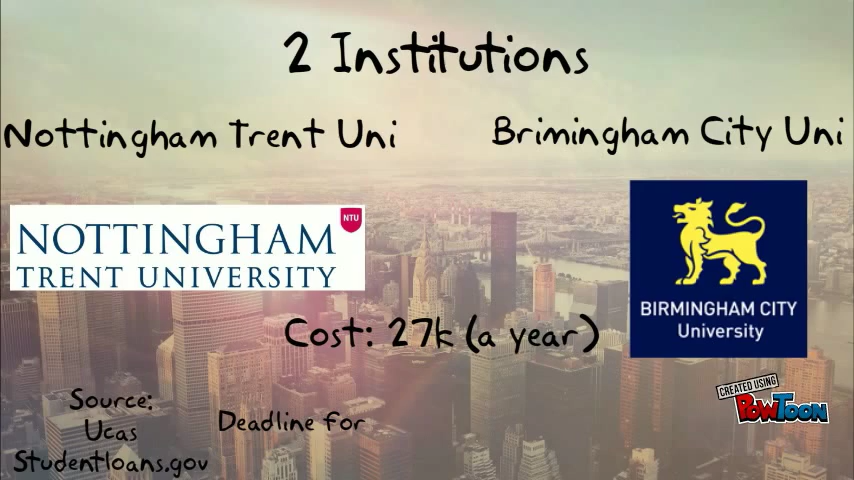 2 Institutions
Nottingham Trent Uni
Brimingham City Uni
NTU
NOTTINGHAM
TRENT UNIVERSITY
BIRMINGHAM CITY
University
Cost: 27k (a year)
Source:
Ucas
Studentloans.gov
Deadline for
CREATED USING
POWTOON